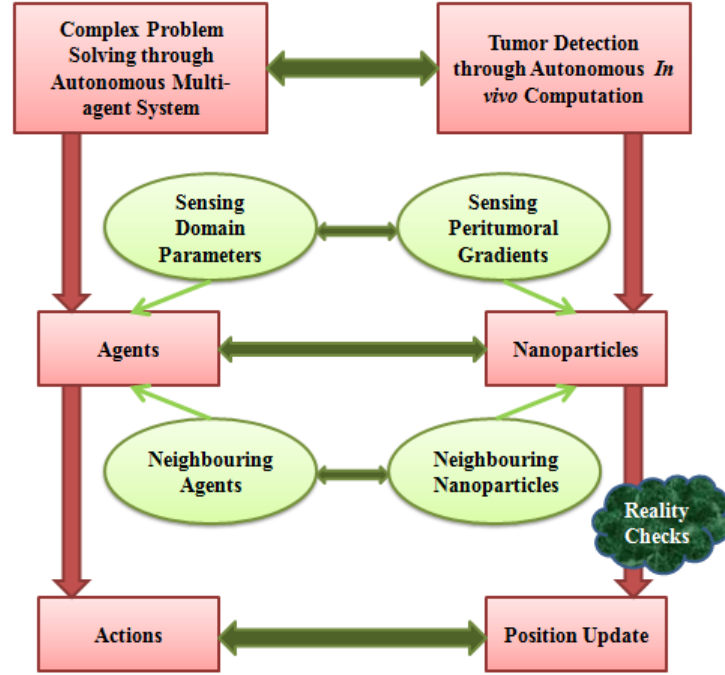 Complex Problem
Solving through
Autonomous Multi-
agent System
Tumor Detection
through Autonomous In
vivo Computation
Sensing
Domain
Parameters
Sensing
Peritumoral
Gradients
Agents
Nanoparticles
Neighbouring
Agents
Neighbouring
Nanoparticles
Reality
Checks
Actions
Position Update